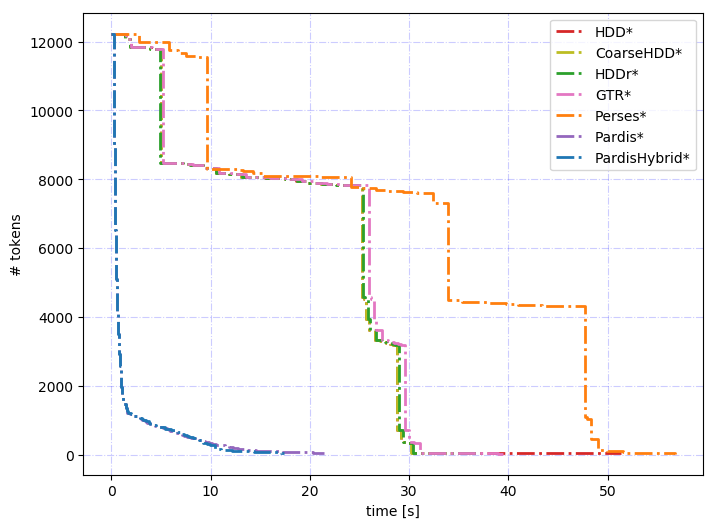 HDD*
CoarseHDD*
HDDr*
GTR*
Perses*
Pardis*
PardisHybrid*
12000
10000
8000
6000
4000
2000
0
# tokens
0 10 20 30 40 50
time [s]